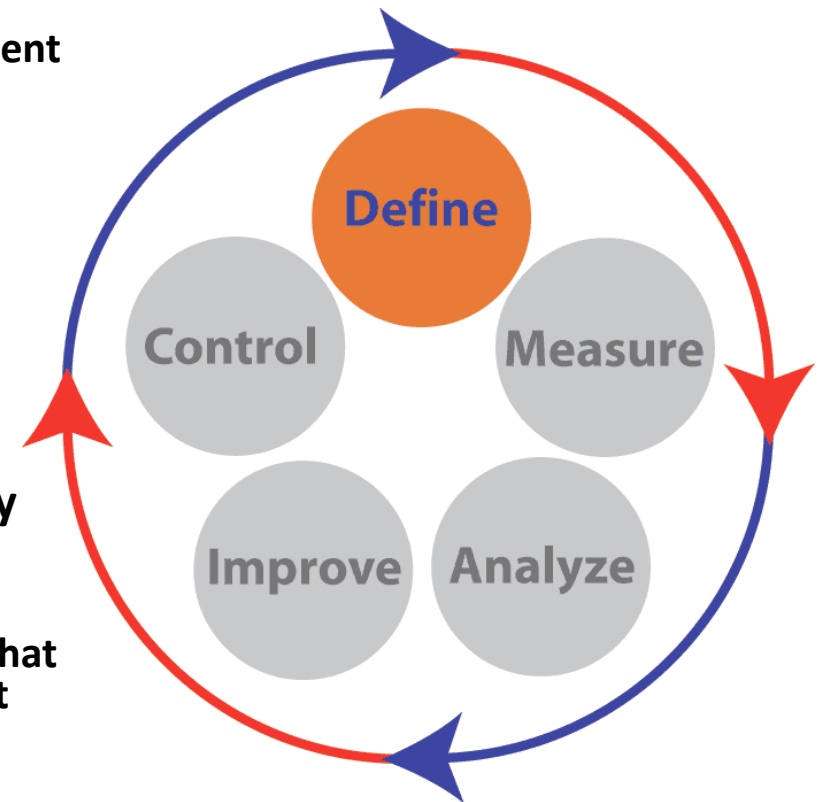 ent
Define
Control
Measure
y
Improve
Analyze
hat
t